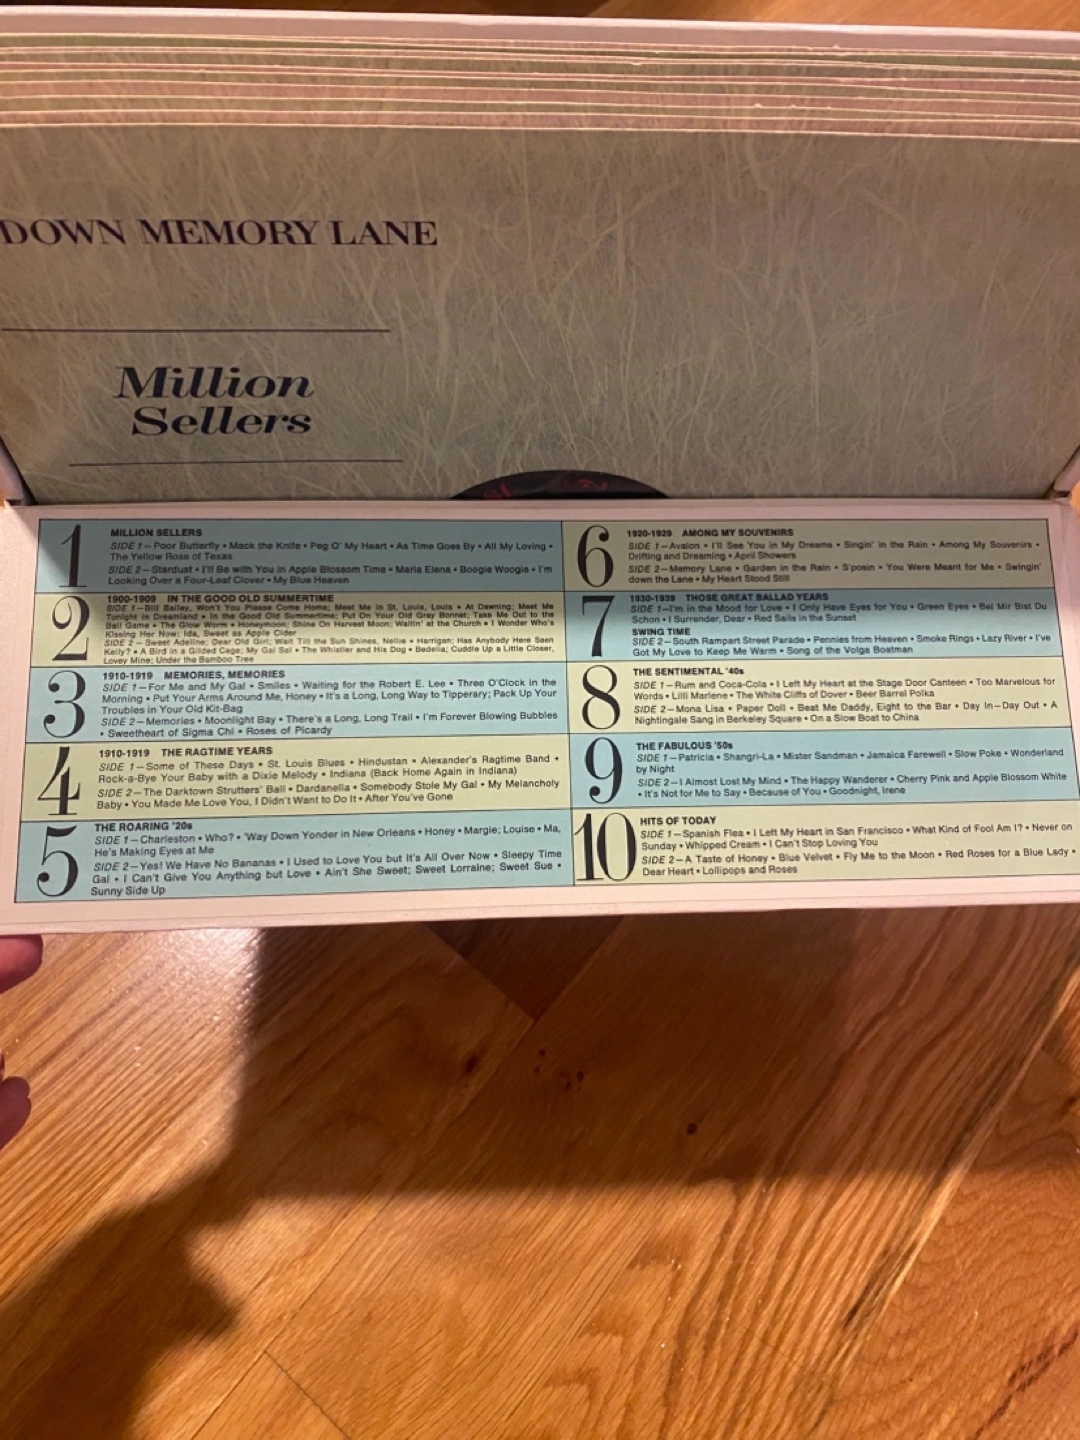 DOWN MEMORY LANE
Million
Sellers
1
MILLION SELLERS
SIDE 1—Poor Butterfly • Mack the Knife • Peg O' My Heart • As Time Goes By • All My Loving •
The Yellow Rose of Texas
SIDE 2—Stardust • I'll Be with You in Apple Blossom Time • Maria Elena • Boogie Woogie • I'm
Looking Over a Four-Leaf Clover • My Blue Heaven
2
1900-1909 IN THE GOOD OLD SUMMERTIME
SIDE 1—Bill Bailey, Won't You Please Come Home; Meet Me in St. Louis, Louis • At Dawning; Meet Me
Tonight in Dreamland • In the Good Old Summertime; Put On Your Old Grey Bonnet; Take Me Out to the
Ball Game • The Glow Worm • Honeymoon; Shine On Harvest Moon; Waitin' at the Church • I Wonder Who's
Kissing Her Now; Ida, Sweet as Apple Cider
SIDE 2—Sweet Adeline; Dear Old Girl; Wait Till the Sun Shines, Nellie • Harrigan; Has Anybody Here Seen
Kelly? • A Bird in a Gilded Cage; My Gal Sal • The Whistler and His Dog • Bedelia; Cuddle Up a Little Closer,
Lovey Mine; Under the Bamboo Tree
3
1910-1919 MEMORIES, MEMORIES
SIDE 1—For Me and My Gal • Smiles • Waiting for the Robert E. Lee • Three O'Clock in the
Morning • Put Your Arms Around Me, Honey • It's a Long, Long Way to Tipperary; Pack Up Your
Troubles in Your Old Kit-Bag
SIDE 2—Memories • Moonlight Bay • There's a Long, Long Trail • I'm Forever Blowing Bubbles
• Sweetheart of Sigma Chi • Roses of Picardy
4
1910-1919 THE RAGTIME YEARS
SIDE 1—Some of These Days • St. Louis Blues • Hindustan • Alexander's Ragtime Band •
Rock-a-Bye Your Baby with a Dixie Melody • Indiana (Back Home Again in Indiana)
SIDE 2—The Darktown Strutters' Ball • Dardanella • Somebody Stole My Gal • My Melancholy
Baby • You Made Me Love You, I Didn't Want to Do It • After You've Gone
5
THE ROARING '20s
SIDE 1—Charleston • Who? • 'Way Down Yonder in New Orleans • Honey • Margie; Louise • Ma,
He's Making Eyes at Me
SIDE 2—Yes! We Have No Bananas • I Used to Love You but It's All Over Now • Sleepy Time
Gal • I Can't Give You Anything but Love • Ain't She Sweet; Sweet Lorraine; Sweet Sue •
Sunny Side Up
6
1920-1929 AMONG MY SOUVENIRS
SIDE 1—Avalon • I'll See You in My Dreams • Singin' in the Rain • Among My Souvenirs •
Drifting and Dreaming • April Showers
SIDE 2—Memory Lane • Garden in the Rain • S'posin • You Were Meant for Me • Swingin'
down the Lane • My Heart Stood Still
7
1930-1939 THOSE GREAT BALLAD YEARS
SIDE 1—I'm in the Mood for Love • I Only Have Eyes for You • Green Eyes • Bei Mir Bist Du
Schon • I Surrender, Dear • Red Sails in the Sunset
SWING TIME
SIDE 2—South Rampart Street Parade • Pennies from Heaven • Smoke Rings • Lazy River • I've
Got My Love to Keep Me Warm • Song of the Volga Boatman
8
THE SENTIMENTAL '40s
SIDE 1—Rum and Coca-Cola • I Left My Heart at the Stage Door Canteen • Too Marvelous for
Words • Lilli Marlene • The White Cliffs of Dover • Beer Barrel Polka
SIDE 2—Mona Lisa • Paper Doll • Beat Me Daddy, Eight to the Bar • Day In–Day Out • A
Nightingale Sang in Berkeley Square • On a Slow Boat to China
9
THE FABULOUS '50s
SIDE 1—Patricia • Shangri-La • Mister Sandman • Jamaica Farewell • Slow Poke • Wonderland
by Night
SIDE 2—I Almost Lost My Mind • The Happy Wanderer • Cherry Pink and Apple Blossom White
• It's Not for Me to Say • Because of You • Goodnight, Irene
10
HITS OF TODAY
SIDE 1—Spanish Flea • I Left My Heart in San Francisco • What Kind of Fool Am I? • Never on
Sunday • Whipped Cream • I Can't Stop Loving You
SIDE 2—A Taste of Honey • Blue Velvet • Fly Me to the Moon • Red Roses for a Blue Lady •
Dear Heart • Lollipops and Roses